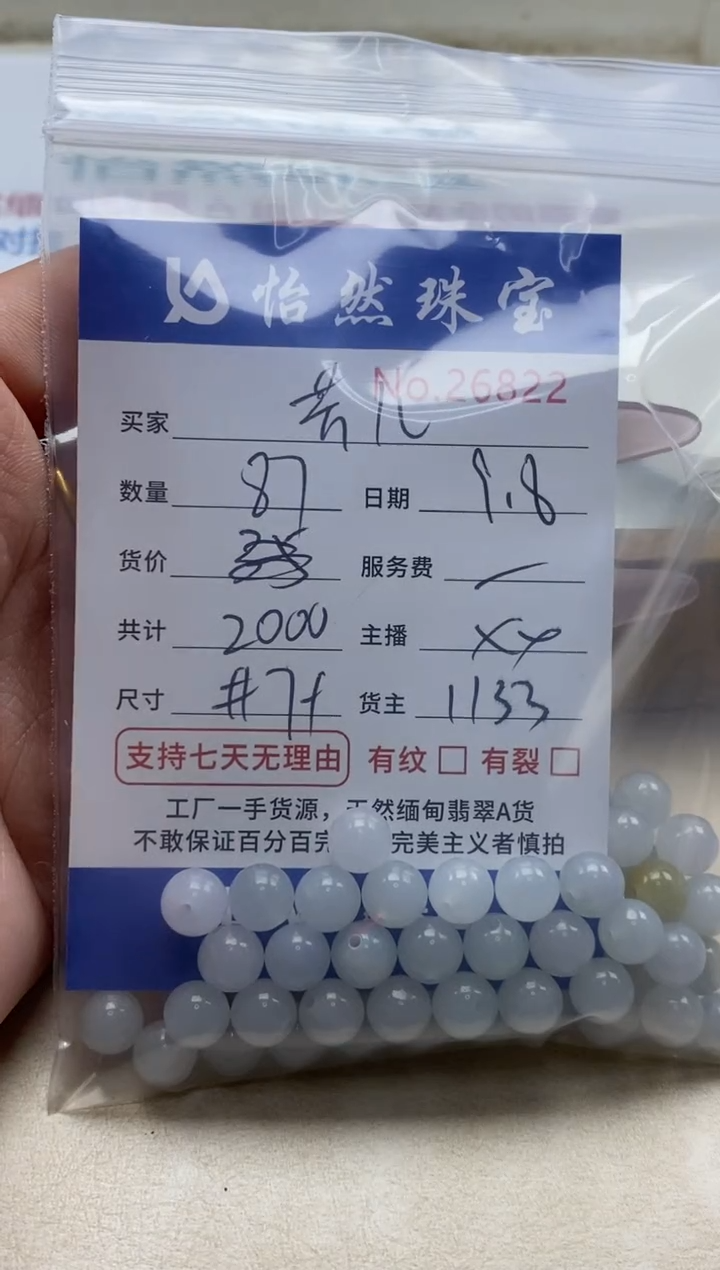 怡然珠宝
No.26822
买家
数量 87 日期 9.8
货价 服务费 —
共计 2000 主播 XY
尺寸 #7+ 货主 1133
支持七天无理由 有纹 □ 有裂 □
工厂一手货源，天然缅甸翡翠A货
不敢保证百分百完 完美主义者慎拍